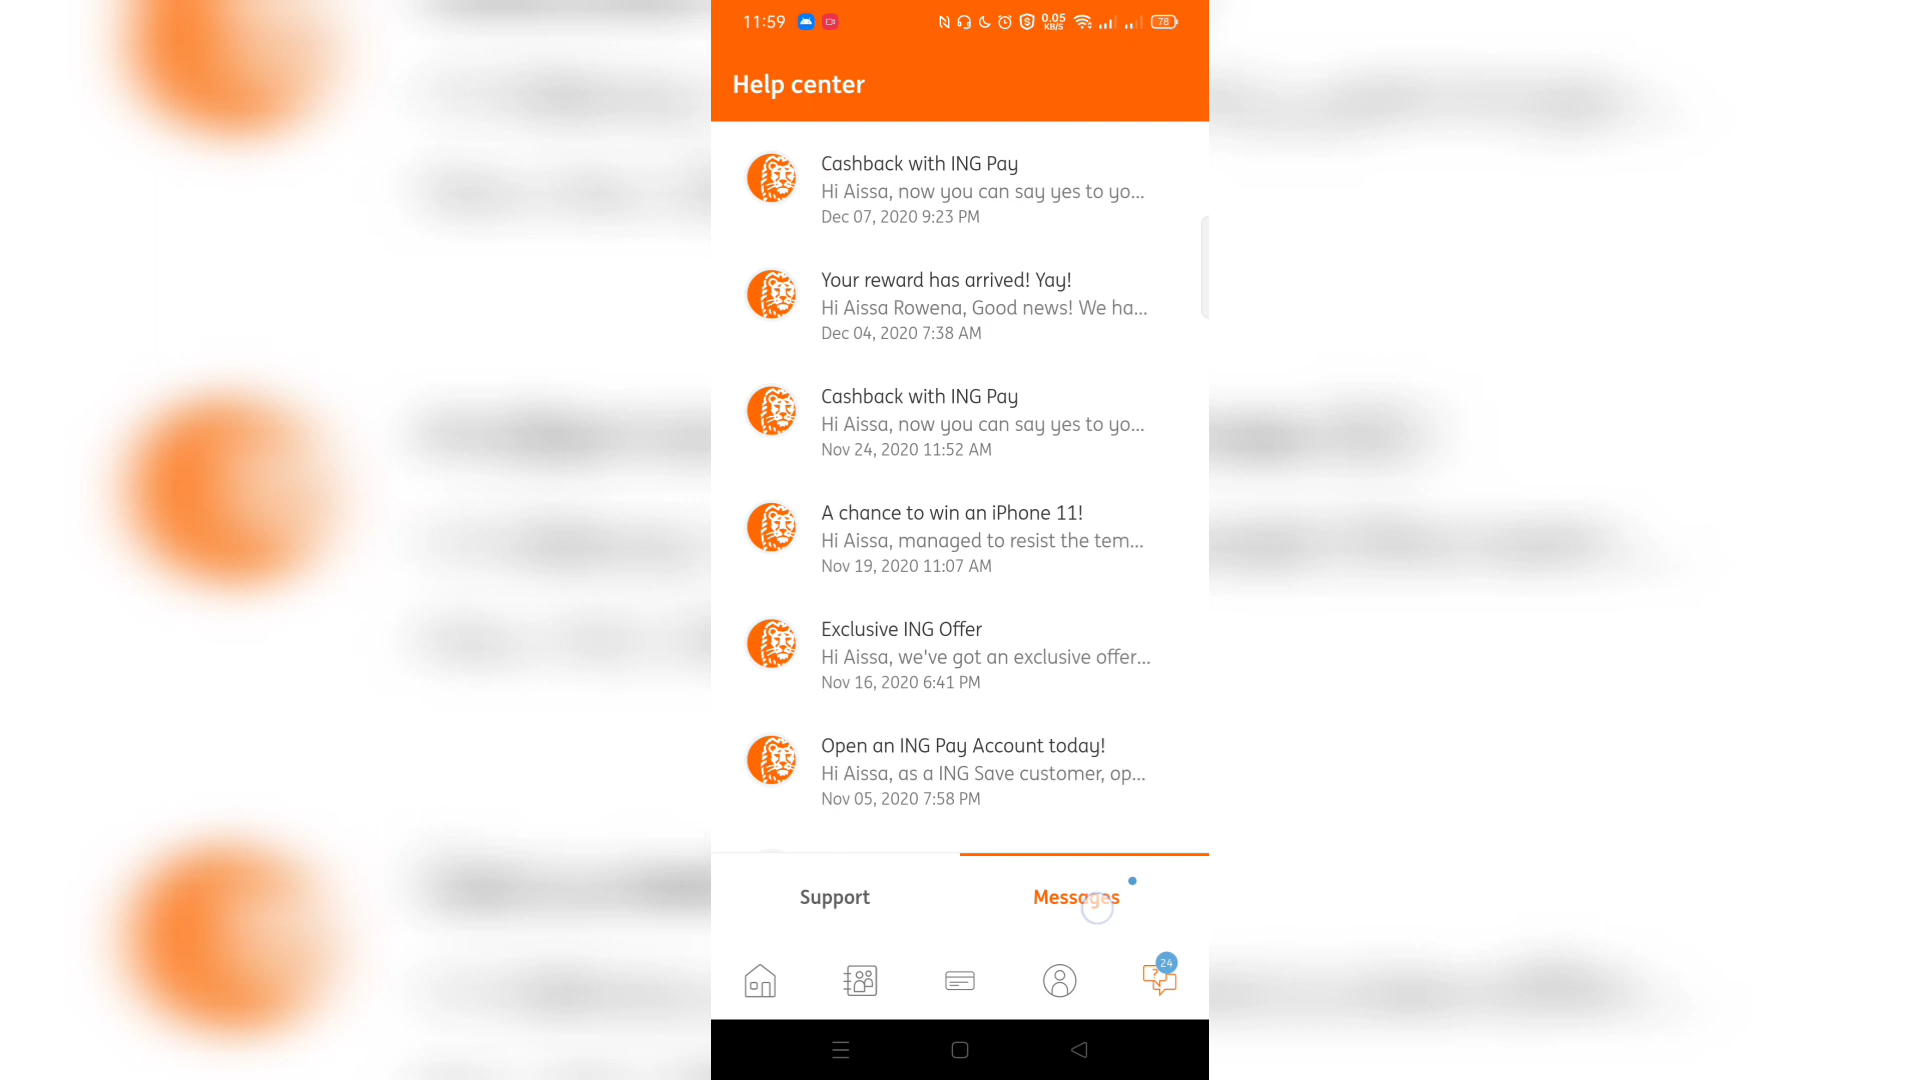 11:59
0.05
KB/S
78
Help center
Cashback with ING Pay
Hi Aissa, now you can say yes to yo...
Dec 07, 2020 9:23 PM
Your reward has arrived! Yay!
Hi Aissa Rowena, Good news! We ha...
Dec 04, 2020 7:38 AM
Cashback with ING Pay
Hi Aissa, now you can say yes to yo...
Nov 24, 2020 11:52 AM
A chance to win an iPhone 11!
Hi Aissa, managed to resist the tem...
Nov 19, 2020 11:07 AM
Exclusive ING Offer
Hi Aissa, we've got an exclusive offer...
Nov 16, 2020 6:41 PM
Open an ING Pay Account today!
Hi Aissa, as a ING Save customer, op...
Nov 05, 2020 7:58 PM
Support
Messages
24